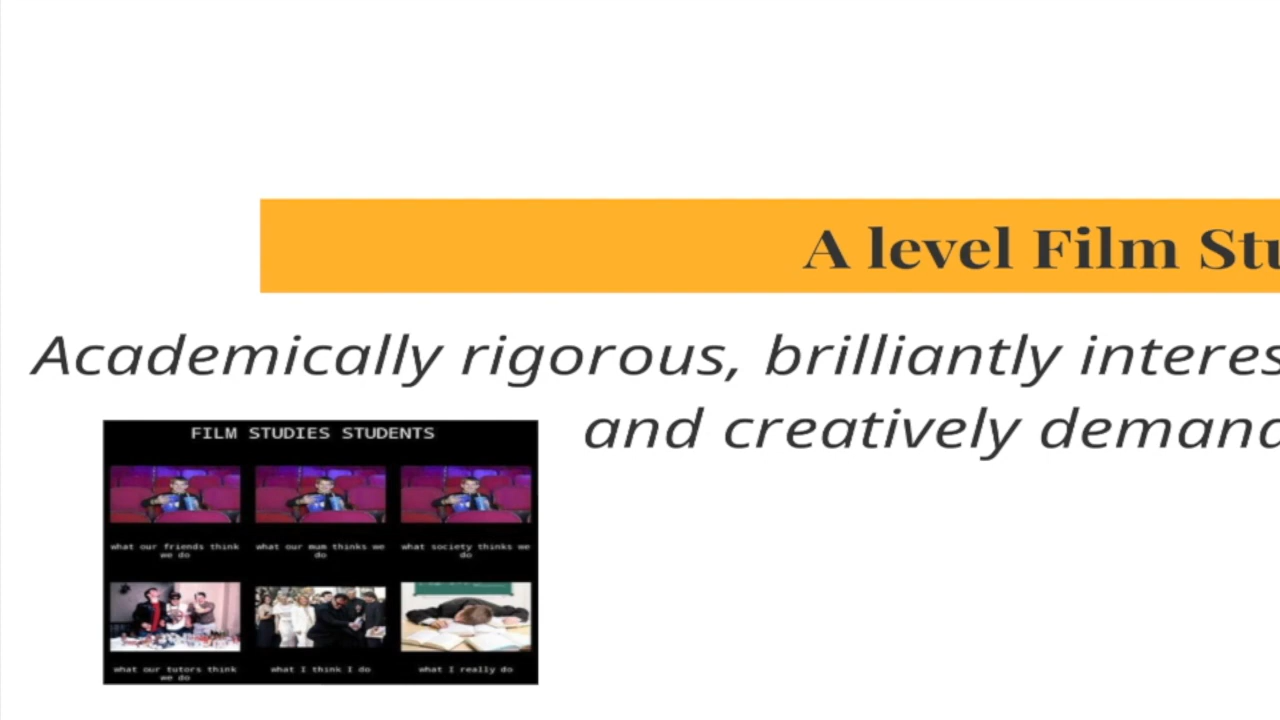 A level Film Stu
Academically rigorous, brilliantly interes
and creatively demand
FILM STUDIES STUDENTS
what our friends think
we do
what our mum thinks we
do
what society thinks we
do
what our tutors think
we do
what I think I do
what I really do